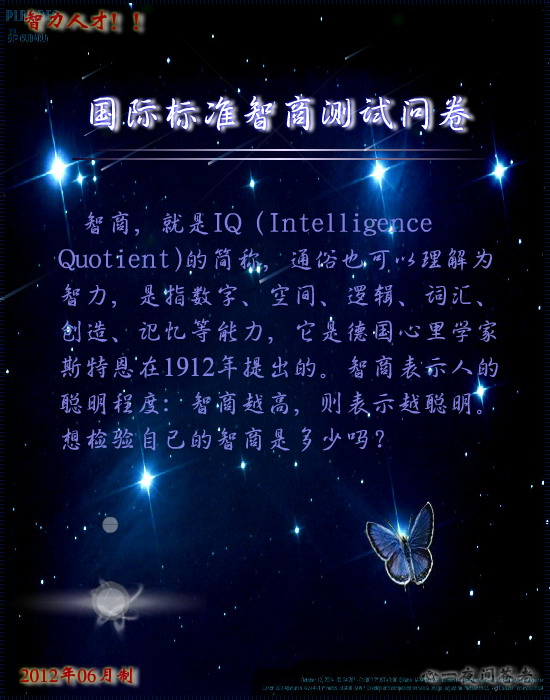 智力人才！！
国际标准智商测试问卷
智商，就是IQ（Intelligence
Quotient)的简称，通俗也可以理解为
智力，是指数字、空间、逻辑、词汇、
创造、记忆等能力，它是德国心里学家
斯特恩在1912年提出的。智商表示人的
聪明程度：智商越高，则表示越聪明。
想检验自已的智商是多少吗？
2012年06月制